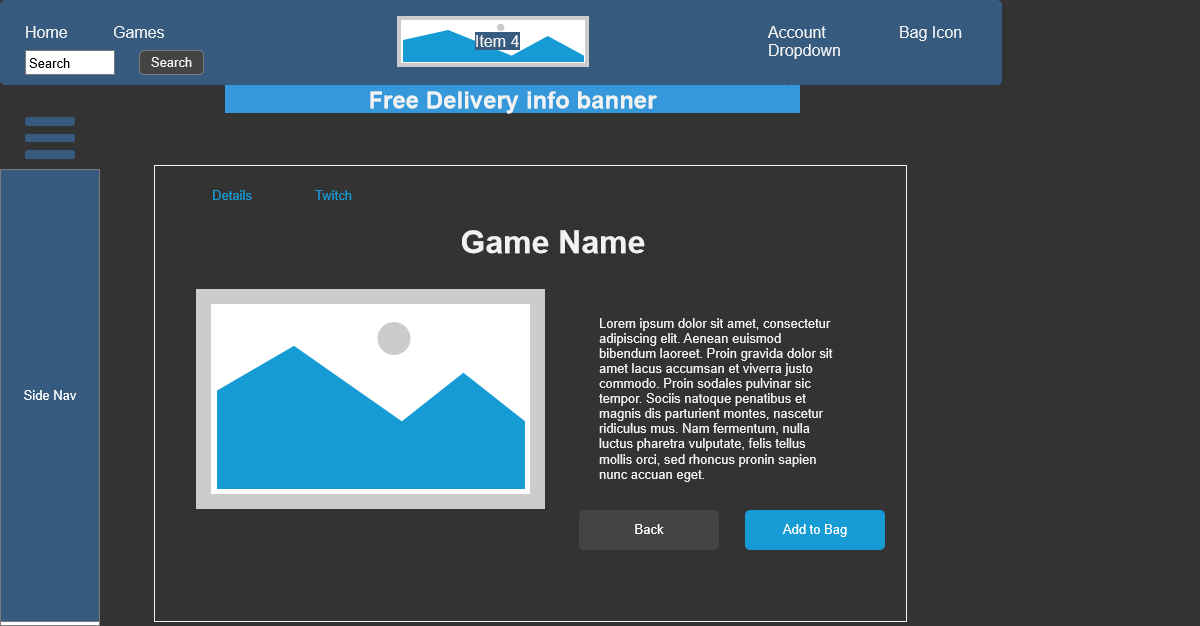 Home
Games
Item 4
Account
Dropdown
Bag Icon
Search
Search
Free Delivery info banner
Details
Twitch
Game Name
Side Nav
Lorem ipsum dolor sit amet, consectetur
adipiscing elit. Aenean euismod
bibendum laoreet. Proin gravida dolor sit
amet lacus accumsan et viverra justo
commodo. Proin sodales pulvinar sic
tempor. Sociis natoque penatibus et
magnis dis parturient montes, nascetur
ridiculus mus. Nam fermentum, nulla
luctus pharetra vulputate, felis tellus
mollis orci, sed rhoncus pronin sapien
nunc accuan eget.
Back
Add to Bag